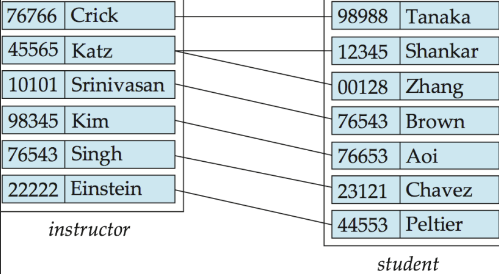 76766 Crick
45565 Katz
10101 Srinivasan
98345 Kim
76543 Singh
22222 Einstein
instructor
98988 Tanaka
12345 Shankar
00128 Zhang
76543 Brown
76653 Aoi
23121 Chavez
44553 Peltier
student